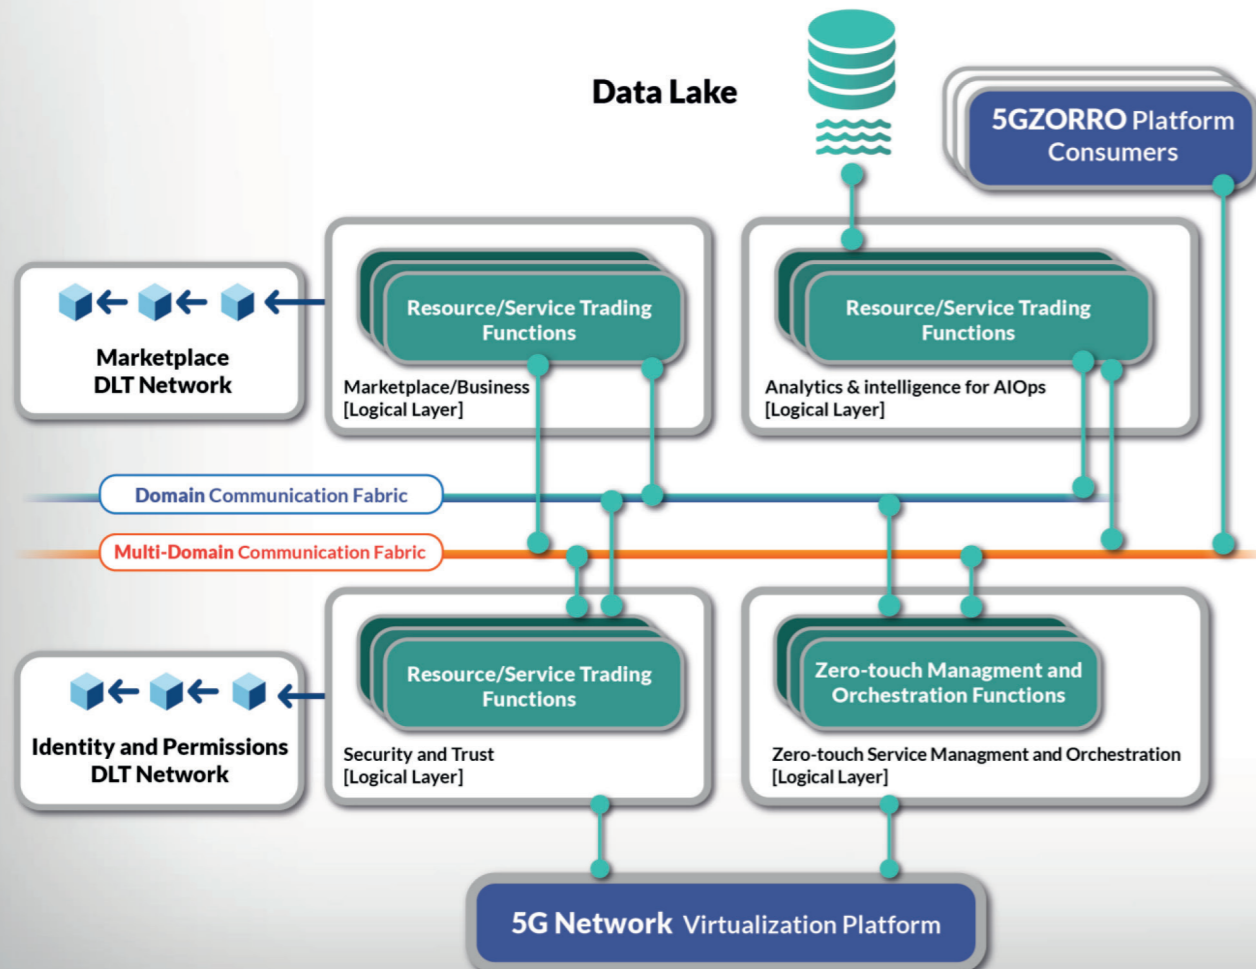 Data Lake
5GZORRO Platform
Consumers
Resource/Service Trading
Functions
Marketplace/Business
[Logical Layer]
Resource/Service Trading
Functions
Analytics & intelligence for AIOps
[Logical Layer]
Marketplace
DLT Network
Domain Communication Fabric
Multi-Domain Communication Fabric
Resource/Service Trading
Functions
Security and Trust
[Logical Layer]
Zero-touch Managment and
Orchestration Functions
Zero-touch Service Managment and Orchestration
[Logical Layer]
Identity and Permissions
DLT Network
5G Network Virtualization Platform